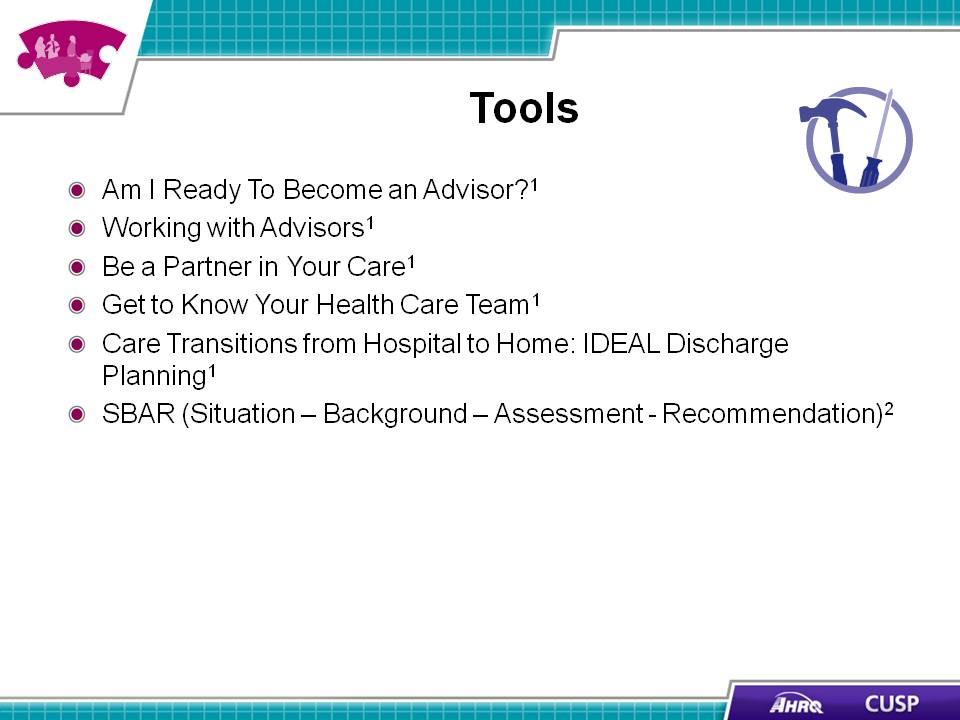 Tools
Am I Ready To Become an Advisor?¹
Working with Advisors¹
Be a Partner in Your Care¹
Get to Know Your Health Care Team¹
Care Transitions from Hospital to Home: IDEAL Discharge
Planning¹
SBAR (Situation – Background – Assessment - Recommendation)²
AHRQ CUSP